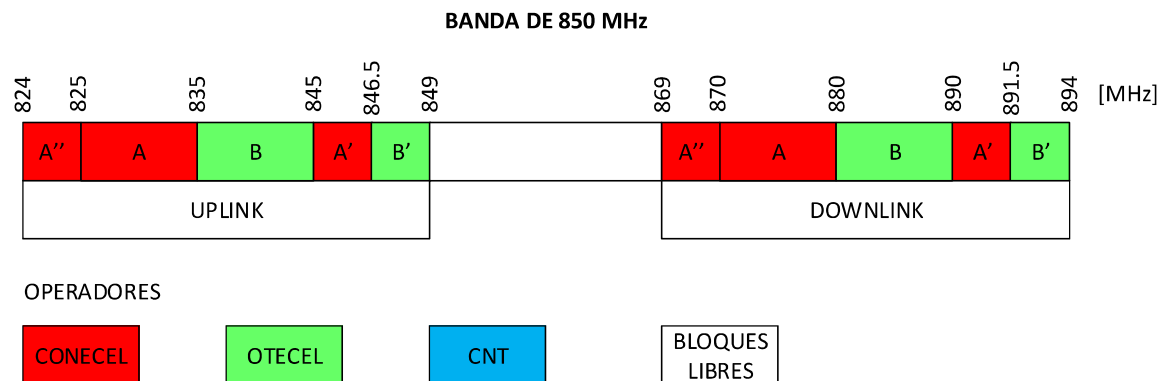 BANDA DE 850 MHz
824 825 835 845 846.5 849 869 870 880 890 891.5 894 [MHz]
A′′ A B A′ B′ A′′ A B A′ B′
UPLINK DOWNLINK
OPERADORES
CONECEL OTECEL CNT BLOQUES LIBRES